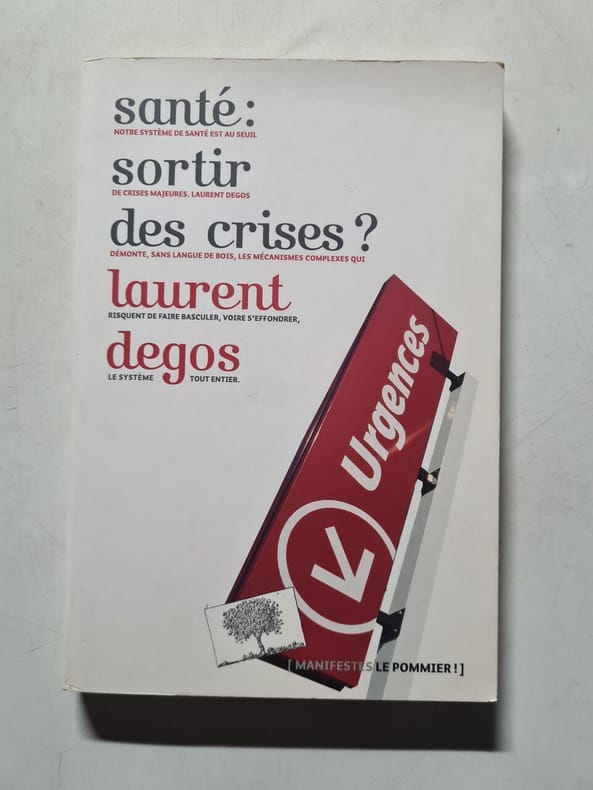 santé :
NOTRE SYSTÈME DE SANTÉ EST AU SEUIL
sortir
DE CRISES MAJEURES. LAURENT DEGOS
des crises ?
DÉMONTE, SANS LANGUE DE BOIS, LES MÉCANISMES COMPLEXES QUI
laurent
RISQUENT DE FAIRE BASCULER, VOIRE S'EFFONDRER,
degos
LE SYSTÈME TOUT ENTIER.
Urgences
[ MANIFESTES LE POMMIER ! ]